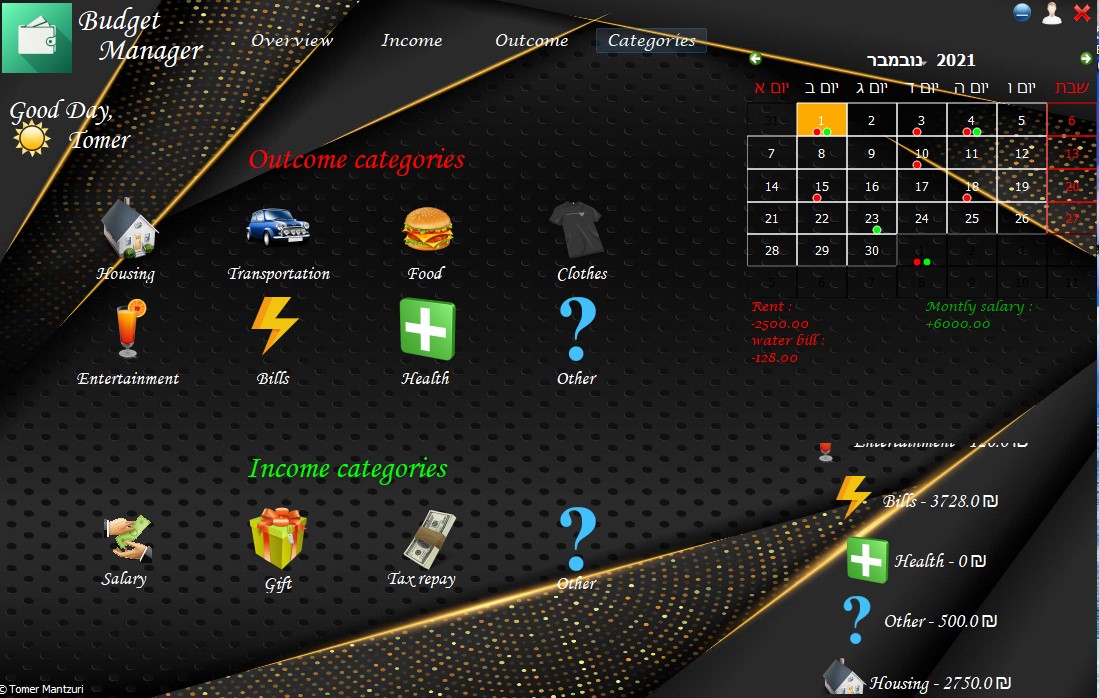 Budget
Manager
Overview
Income
Outcome
Categories
Good Day,
Tomer
Outcome categories
Housing
Transportation
Food
Clothes
Entertainment
Bills
Health
Other
Income categories
Salary
Gift
Tax repay
Other
נובמבר 2021
יום א יום ב יום ג יום ד יום ה יום ו שבת
31 1 2 3 4 5 6
7 8 9 10 11 12 13
14 15 16 17 18 19 20
21 22 23 24 25 26 27
28 29 30 1 2 3 4
5 6 7 8 9 10 11
Rent :
-2500.00
water bill :
-128.00
Montly salary :
+6000.00
Entertainment - 120.0 ₪
Bills - 3728.0 ₪
Health - 0 ₪
Other - 500.0 ₪
Housing - 2750.0 ₪
© Tomer Mantzuri